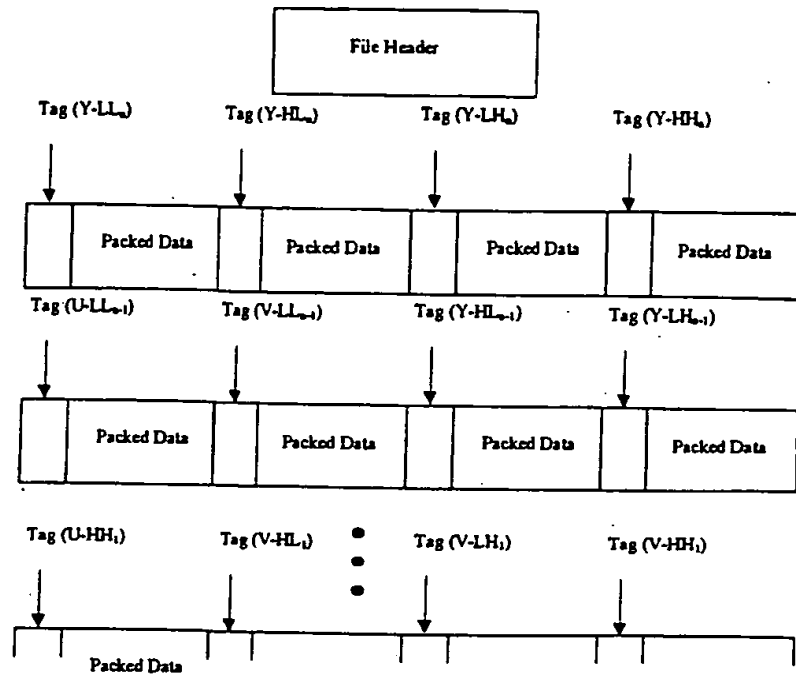 File Header
Tag (Y-LLₙ) Tag (Y-HLₙ) Tag (Y-LHₙ) Tag (Y-HHₙ)
Packed Data Packed Data Packed Data Packed Data
Tag (U-LLₙ₋₁) Tag (V-LLₙ₋₁) Tag (Y-HLₙ₋₁) Tag (Y-LHₙ₋₁)
Packed Data Packed Data Packed Data Packed Data
Tag (U-HH₁) Tag (V-HL₁) Tag (V-LH₁) Tag (V-HH₁)
Packed Data